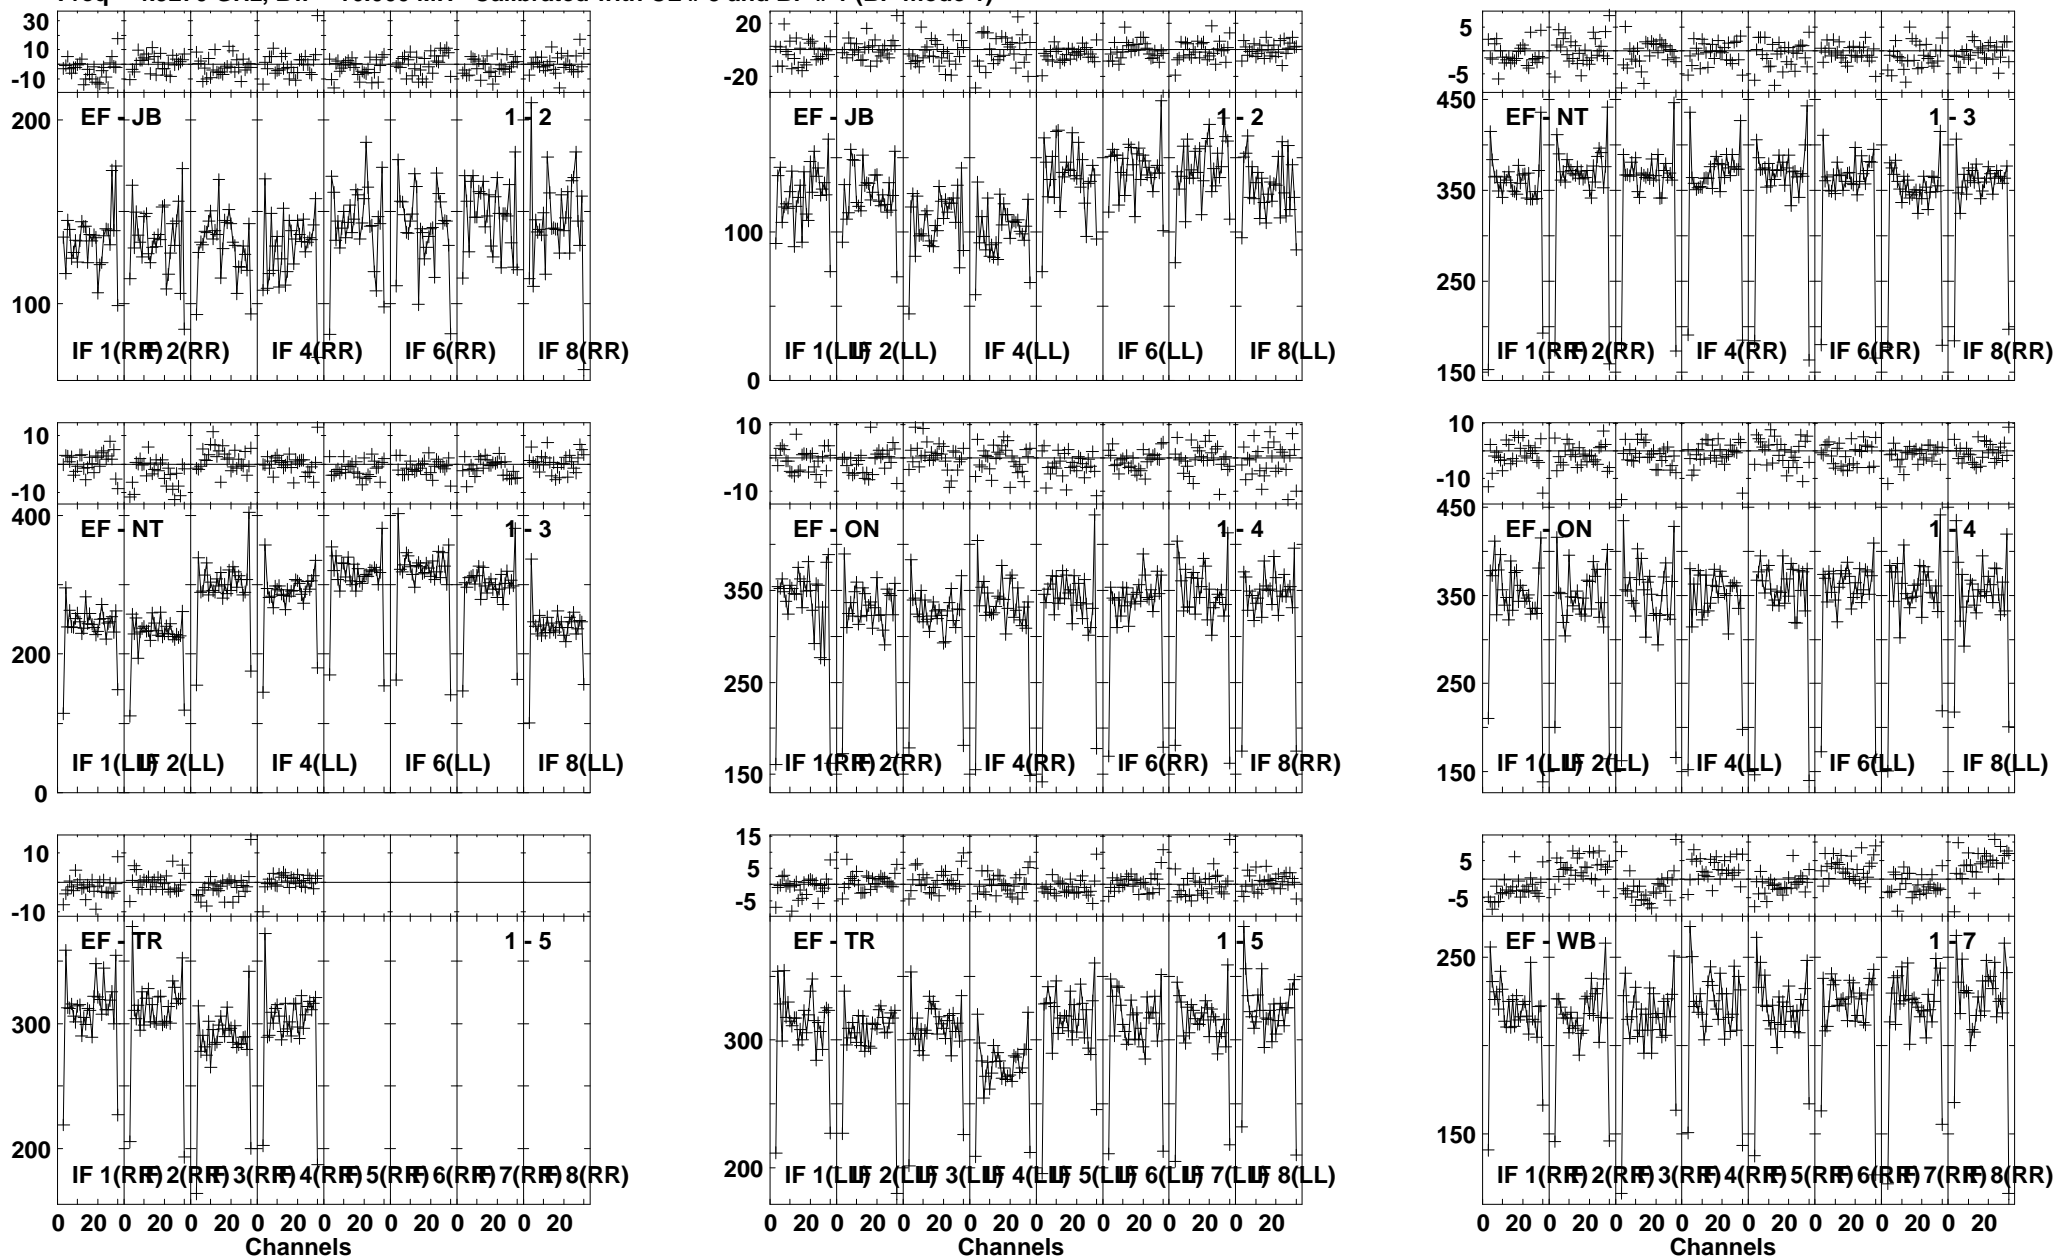 30
10
-10
200
100
EF - JB
1 - 2
IF 1(RR)
IF 2(RR)
IF 4(RR)
IF 6(RR)
IF 8(RR)
20
-20
100
0
EF - JB
1 - 2
IF 1(LL)
IF 2(LL)
IF 4(LL)
IF 6(LL)
IF 8(LL)
5
-5
450
350
250
150
EF - NT
1 - 3
IF 1(RR)
IF 2(RR)
IF 4(RR)
IF 6(RR)
IF 8(RR)
10
-10
400
200
0
EF - NT
1 - 3
IF 1(LL)
IF 2(LL)
IF 4(LL)
IF 6(LL)
IF 8(LL)
10
-10
350
250
150
EF - ON
1 - 4
IF 1(RR)
IF 2(RR)
IF 4(RR)
IF 6(RR)
IF 8(RR)
10
-10
450
350
250
150
EF - ON
1 - 4
IF 1(LL)
IF 2(LL)
IF 4(LL)
IF 6(LL)
IF 8(LL)
10
-10
300
200
EF - TR
1 - 5
IF 1(RR)
IF 2(RR)
IF 3(RR)
IF 4(RR)
IF 5(RR)
IF 6(RR)
IF 7(RR)
IF 8(RR)
0 20 0 20 0 20 0 20 0 20 0 20 0 20 0 20
Channels
15
5
-5
300
200
EF - TR
1 - 5
IF 1(LL)
IF 2(LL)
IF 3(LL)
IF 4(LL)
IF 5(LL)
IF 6(LL)
IF 7(LL)
IF 8(LL)
0 20 0 20 0 20 0 20 0 20 0 20 0 20 0 20
Channels
5
-5
250
150
EF - WB
1 - 7
IF 1(RR)
IF 2(RR)
IF 3(RR)
IF 4(RR)
IF 5(RR)
IF 6(RR)
IF 7(RR)
IF 8(RR)
0 20 0 20 0 20 0 20 0 20 0 20 0 20 0 20
Channels